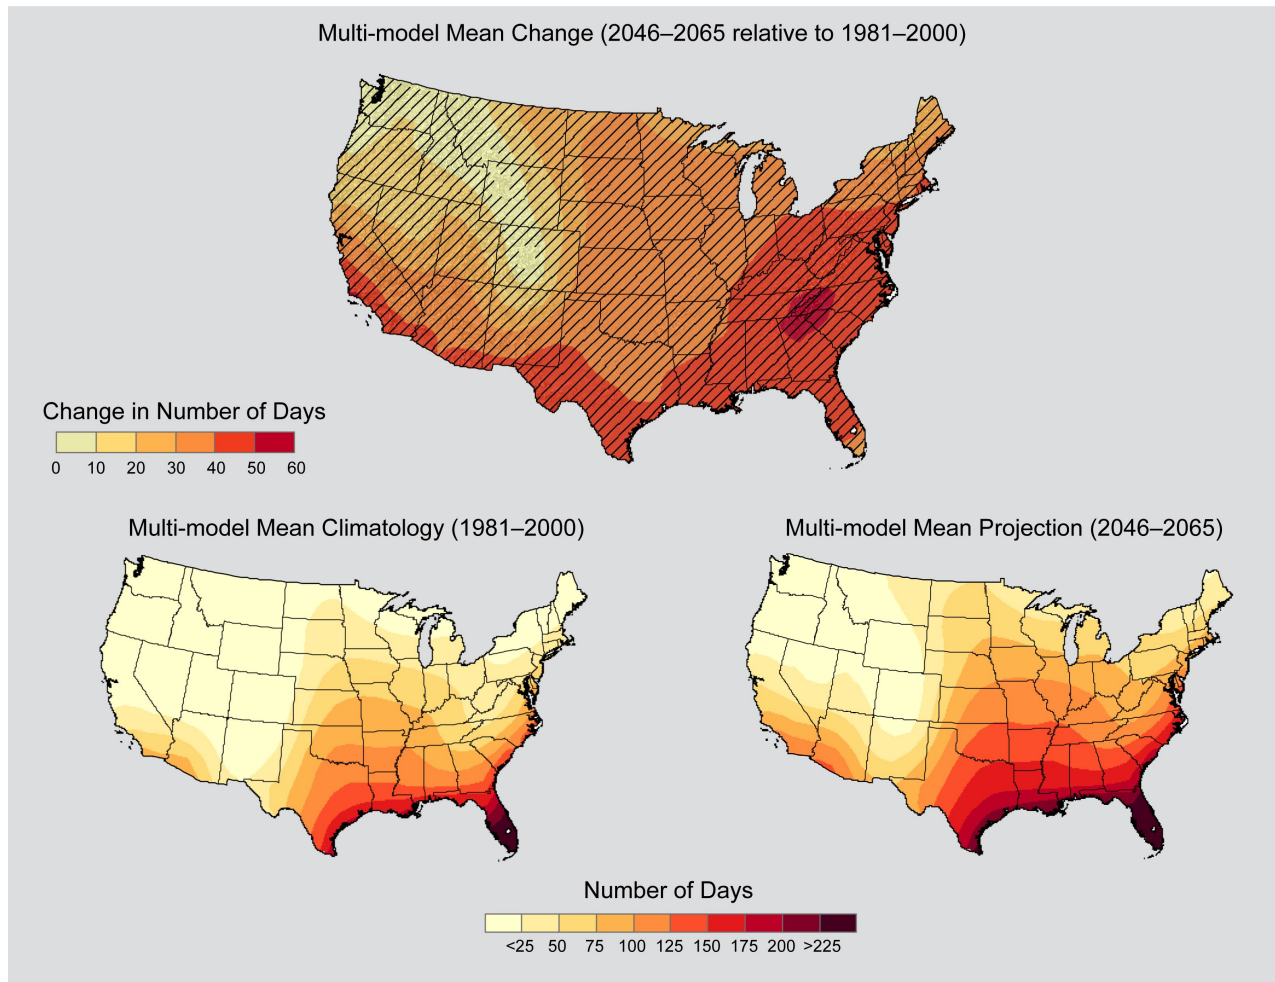 Multi-model Mean Change (2046–2065 relative to 1981–2000)
Change in Number of Days
0 10 20 30 40 50 60
Multi-model Mean Climatology (1981–2000)
Multi-model Mean Projection (2046–2065)
Number of Days
<25 50 75 100 125 150 175 200 >225